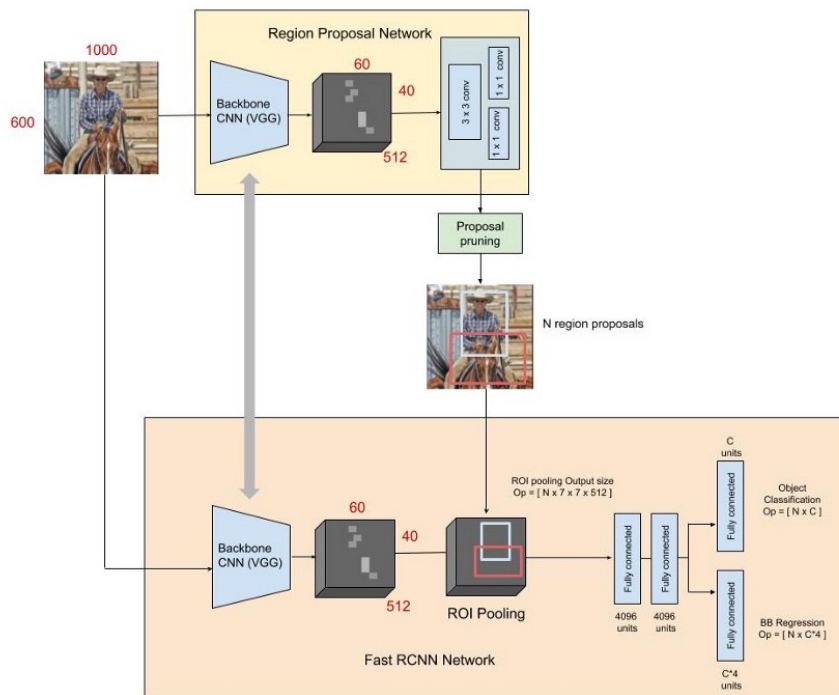 Region Proposal Network
1000
600
Backbone
CNN (VGG)
60
40
512
3 x 3 conv
1 x 1 conv
1 x 1 conv
Proposal
pruning
N region proposals
Backbone
CNN (VGG)
60
40
512
ROI pooling Output size
Op = [ N x 7 x 7 x 512 ]
ROI Pooling
Fully connected
4096
units
Fully connected
4096
units
C
units
Fully connected
Object
Classification
Op = [ N x C ]
Fully connected
BB Regression
Op = [ N x C*4 ]
C*4
units
Fast RCNN Network